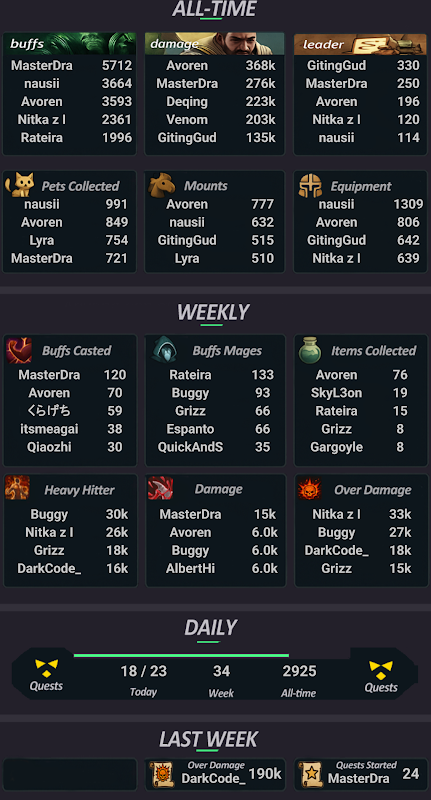 ALL-TIME
buffs
MasterDra 5712
nausii 3664
Avoren 3593
Nitka z l 2361
Rateira 1996
damage
Avoren 368k
MasterDra 276k
Deqing 223k
Venom 203k
GitingGud 135k
leader
GitingGud 330
MasterDra 250
Avoren 196
Nitka z l 120
nausii 114
Pets Collected
nausii 991
Avoren 849
Lyra 754
MasterDra 721
Mounts
Avoren 777
nausii 632
GitingGud 515
Lyra 510
Equipment
nausii 1309
Avoren 806
GitingGud 642
Nitka z l 639
WEEKLY
Buffs Casted
MasterDra 120
Avoren 70
くらげち 59
itsmeagai 38
Qiaozhi 30
Buffs Mages
Rateira 133
Buggy 93
Grizz 66
Espanto 66
QuickAndS 35
Items Collected
Avoren 76
SkyL3on 19
Rateira 15
Grizz 8
Gargoyle 8
Heavy Hitter
Buggy 30k
Nitka z l 26k
Grizz 18k
DarkCode_ 16k
Damage
MasterDra 15k
Avoren 6.0k
Buggy 6.0k
AlbertHi 6.0k
Over Damage
Nitka z l 33k
Buggy 27k
DarkCode_ 18k
Grizz 15k
DAILY
Quests
18 / 23
Today
34
Week
2925
All-time
Quests
LAST WEEK
Over Damage
DarkCode_ 190k
Quests Started
MasterDra 24